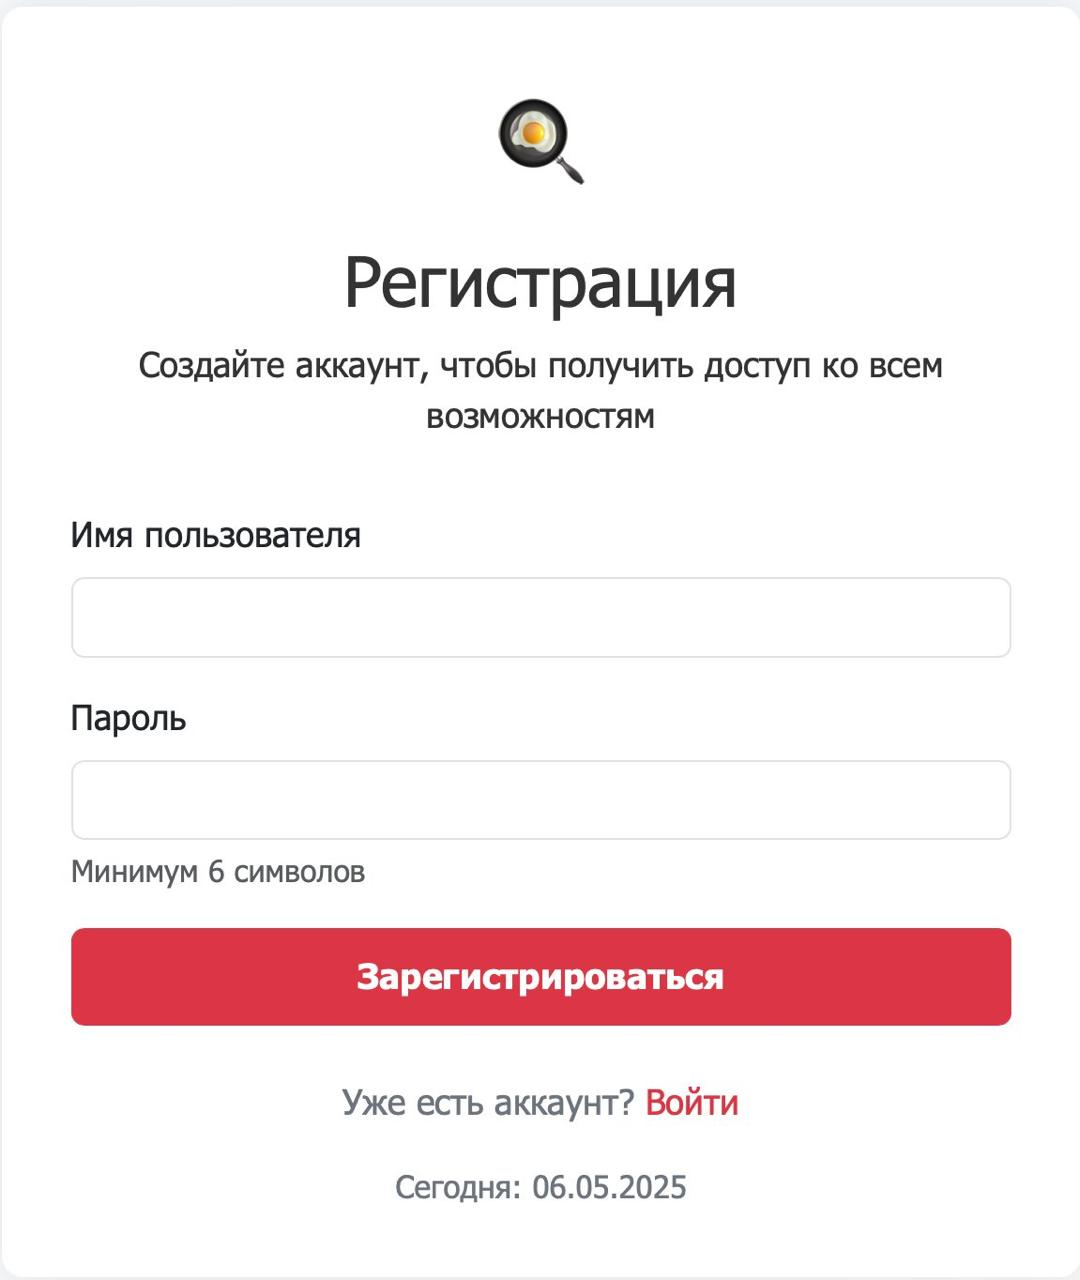 Регистрация
Создайте аккаунт, чтобы получить доступ ко всем
возможностям
Имя пользователя
Пароль
Минимум 6 символов
Зарегистрироваться
Уже есть аккаунт? Войти
Сегодня: 06.05.2025